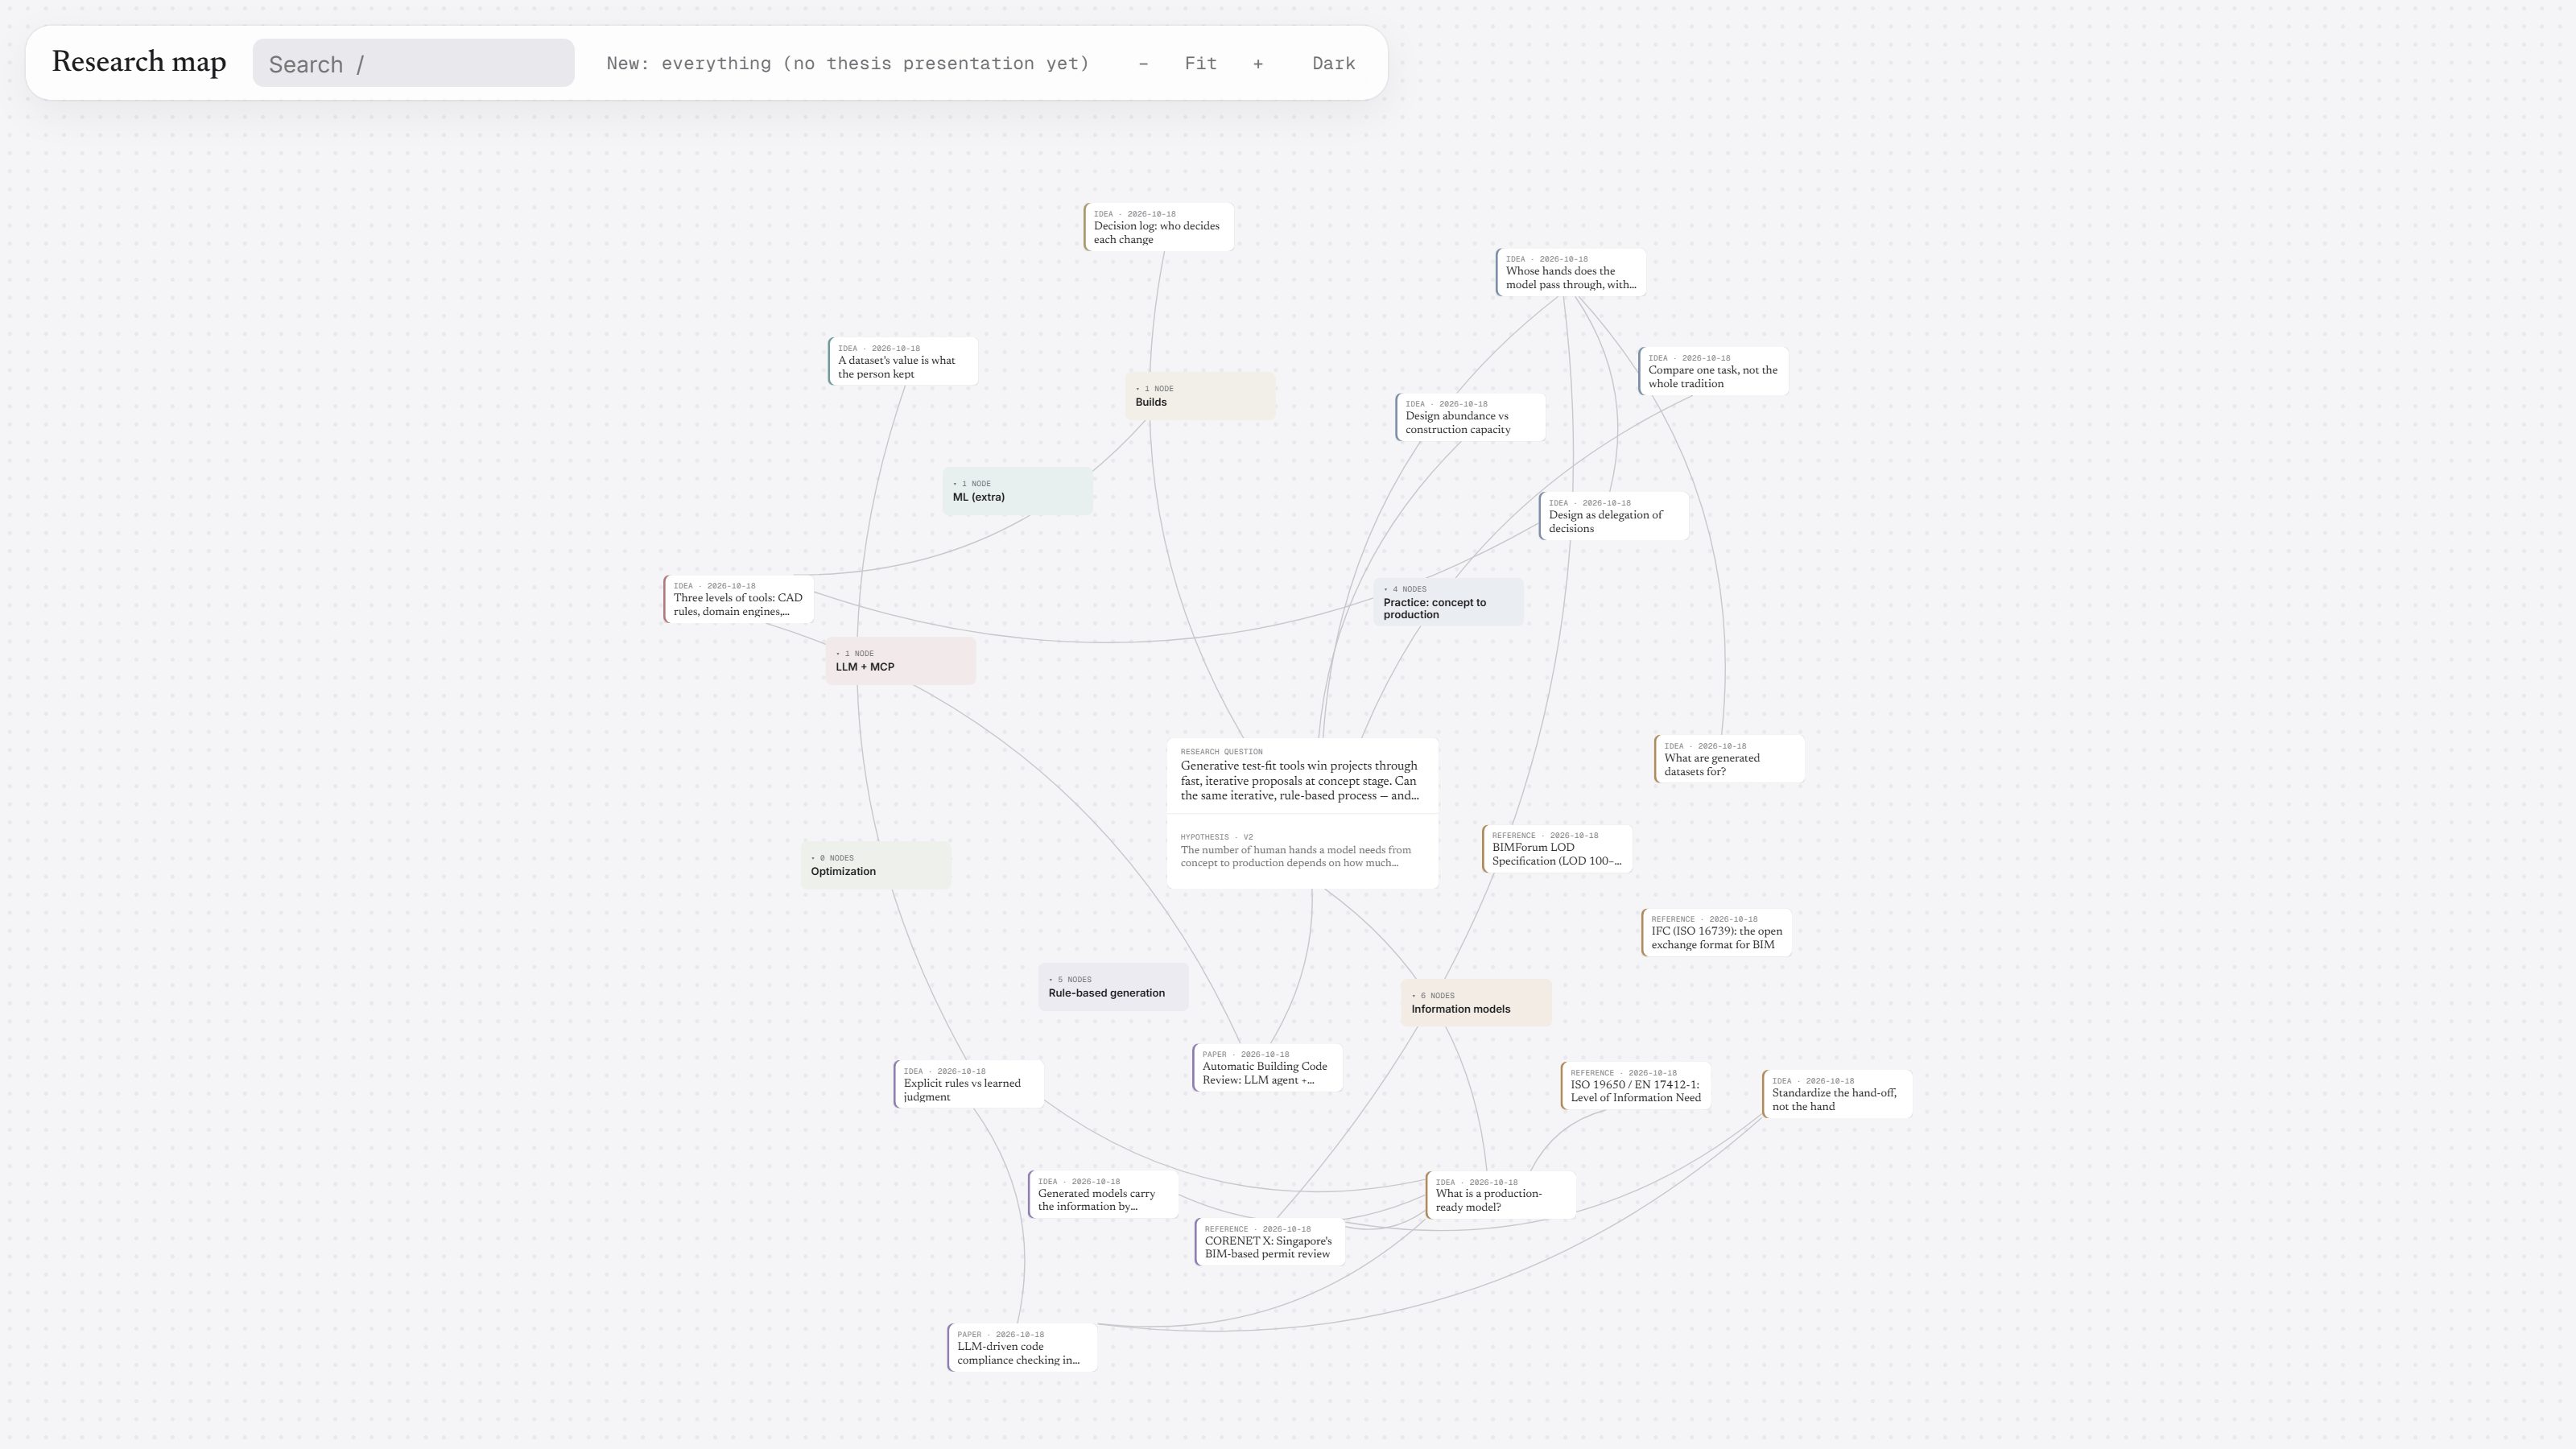 Research map
Search /
New: everything (no thesis presentation yet)
− Fit + Dark
IDEA · 2026-10-18
Decision log: who decides
each change
IDEA · 2026-10-18
Whose hands does the
model pass through, with…
IDEA · 2026-10-18
A dataset's value is what
the person kept
IDEA · 2026-10-18
Compare one task, not the
whole tradition
1 NODE
Builds
IDEA · 2026-10-18
Design abundance vs
construction capacity
1 NODE
ML (extra)
IDEA · 2026-10-18
Design as delegation of
decisions
IDEA · 2026-10-18
Three levels of tools: CAD
rules, domain engines,…
4 NODES
Practice: concept to
production
1 NODE
LLM + MCP
RESEARCH QUESTION
Generative test-fit tools win projects through
fast, iterative proposals at concept stage. Can
the same iterative, rule-based process — and…
HYPOTHESIS · V2
The number of human hands a model needs from
concept to production depends on how much…
IDEA · 2026-10-18
What are generated
datasets for?
REFERENCE · 2026-10-18
BIMForum LOD
Specification (LOD 100–…
0 NODES
Optimization
REFERENCE · 2026-10-18
IFC (ISO 16739): the open
exchange format for BIM
5 NODES
Rule-based generation
6 NODES
Information models
PAPER · 2026-10-18
Automatic Building Code
Review: LLM agent +…
IDEA · 2026-10-18
Explicit rules vs learned
judgment
REFERENCE · 2026-10-18
ISO 19650 / EN 17412-1:
Level of Information Need
IDEA · 2026-10-18
Standardize the hand-off,
not the hand
IDEA · 2026-10-18
Generated models carry
the information by…
IDEA · 2026-10-18
What is a production-
ready model?
REFERENCE · 2026-10-18
CORENET X: Singapore's
BIM-based permit review
PAPER · 2026-10-18
LLM-driven code
compliance checking in…